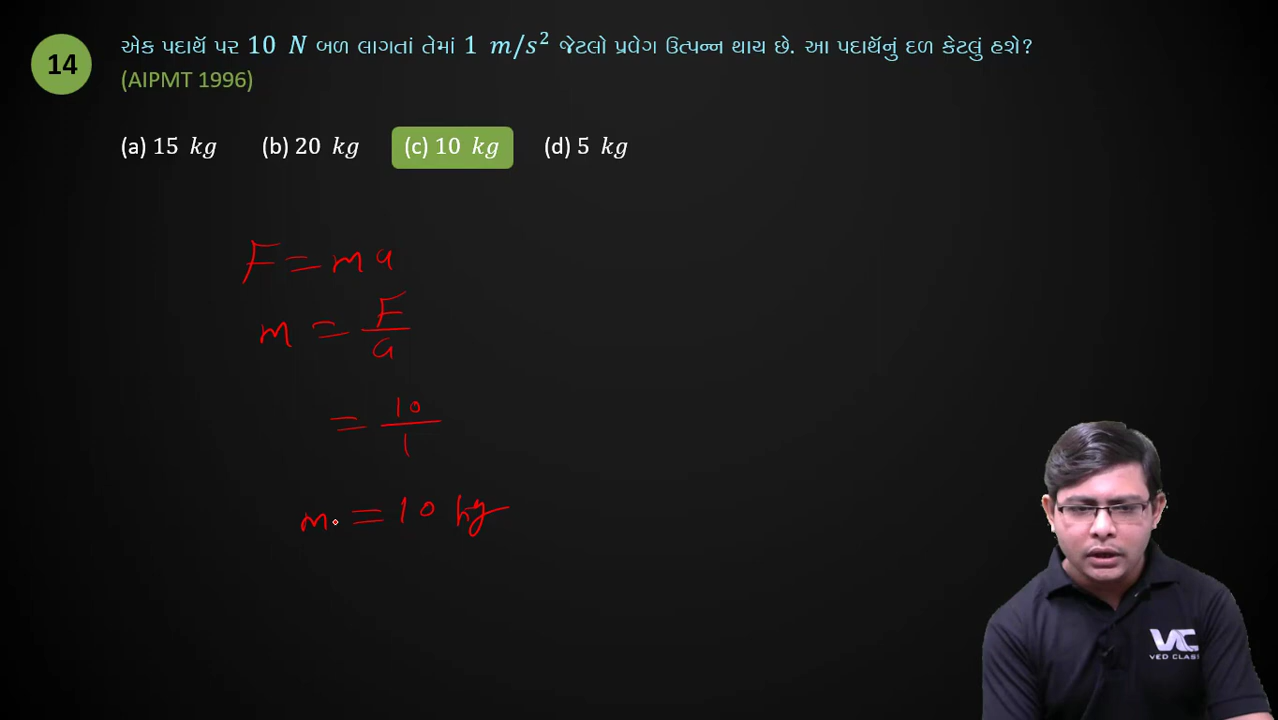 14
એક પદાર્થ પર 10 N બળ લાગતાં તેમાં 1 m/s² જેટલો પ્રવેગ ઉત્પન્ન થાય છે. આ પદાર્થનું દળ કેટલું હશે?
(AIPMT 1996)
(a) 15 kg (b) 20 kg (c) 10 kg (d) 5 kg
F = ma
m = F/a
= 10/1
m = 10 kg
VC
VED CLASS